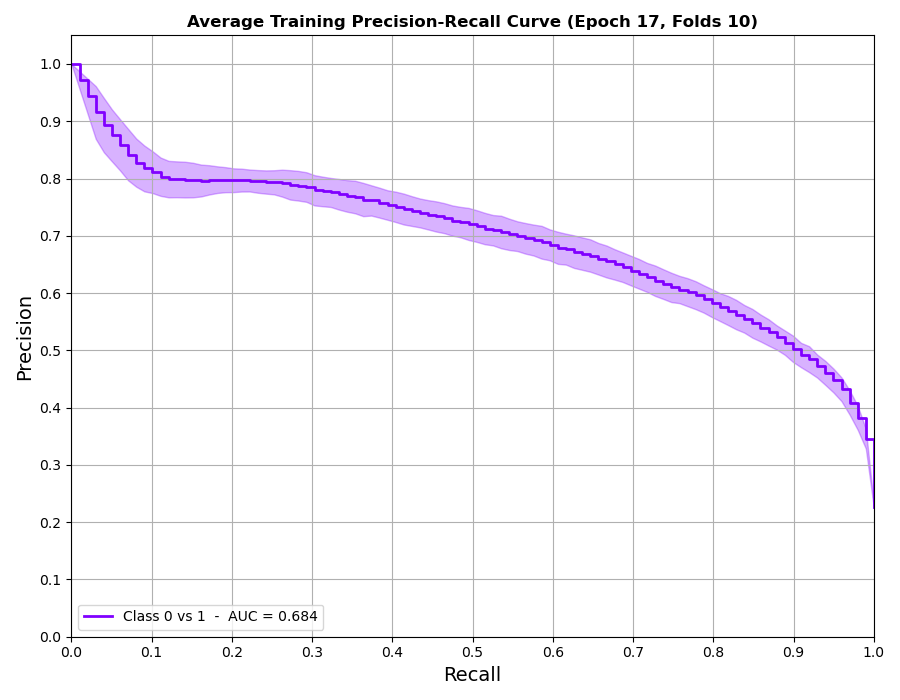 Average Training Precision-Recall Curve (Epoch 17, Folds 10)
Precision
1.0
0.9
0.8
0.7
0.6
0.5
0.4
0.3
0.2
0.1
0.0
Class 0 vs 1  -  AUC = 0.684
0.0 0.1 0.2 0.3 0.4 0.5 0.6 0.7 0.8 0.9 1.0
Recall